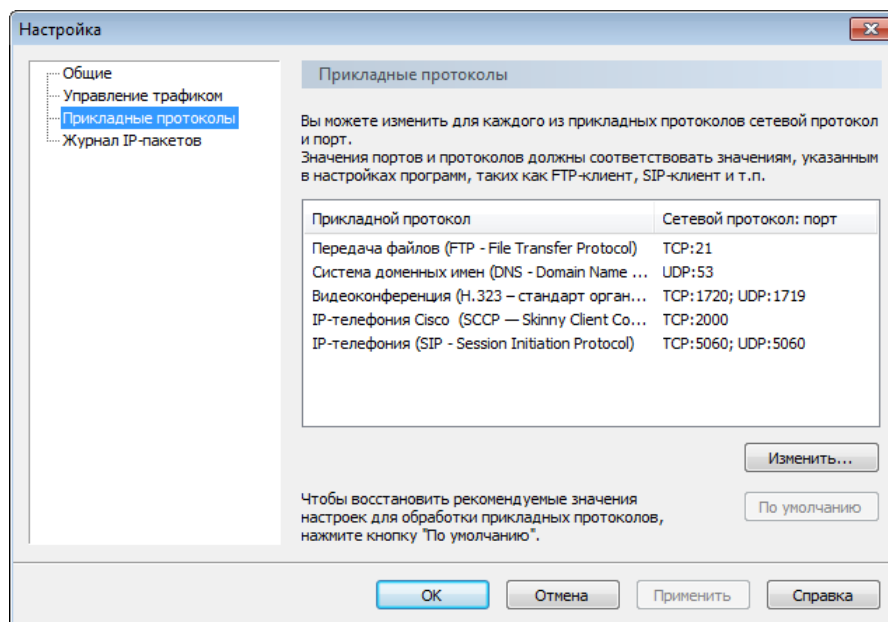 Настройка
Общие
Управление трафиком
Прикладные протоколы
Журнал IP-пакетов
Прикладные протоколы
Вы можете изменить для каждого из прикладных протоколов сетевой протокол
и порт.
Значения портов и протоколов должны соответствовать значениям, указанным
в настройках программ, таких как FTP-клиент, SIP-клиент и т.п.
Прикладной протокол Сетевой протокол: порт
Передача файлов (FTP - File Transfer Protocol) TCP:21
Система доменных имен (DNS - Domain Name ... UDP:53
Видеоконференция (H.323 – стандарт орган... TCP:1720; UDP:1719
IP-телефония Cisco (SCCP — Skinny Client Co... TCP:2000
IP-телефония (SIP - Session Initiation Protocol) TCP:5060; UDP:5060
Изменить...
Чтобы восстановить рекомендуемые значения
настроек для обработки прикладных протоколов,
нажмите кнопку "По умолчанию".
По умолчанию
OK Отмена Применить Справка